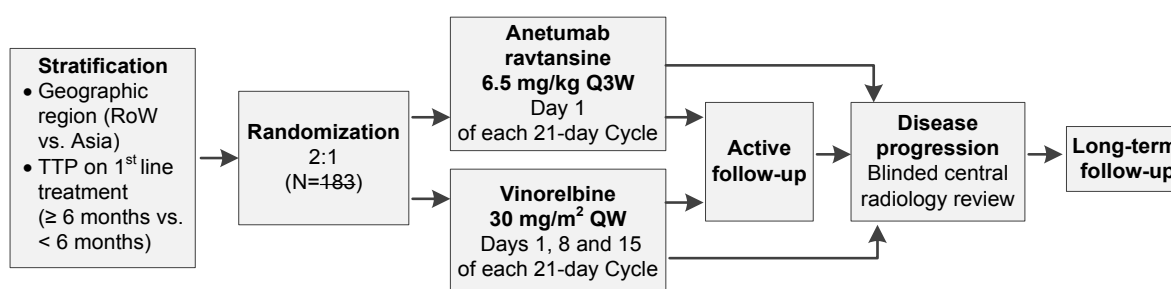 Stratification
• Geographic
region (RoW
vs. Asia)
• TTP on 1st line
treatment
(≥ 6 months vs.
< 6 months)
Randomization
2:1
(N=183)
Anetumab
ravtansine
6.5 mg/kg Q3W
Day 1
of each 21-day Cycle
Vinorelbine
30 mg/m² QW
Days 1, 8 and 15
of each 21-day Cycle
Active
follow-up
Disease
progression
Blinded central
radiology review
Long-term
follow-up